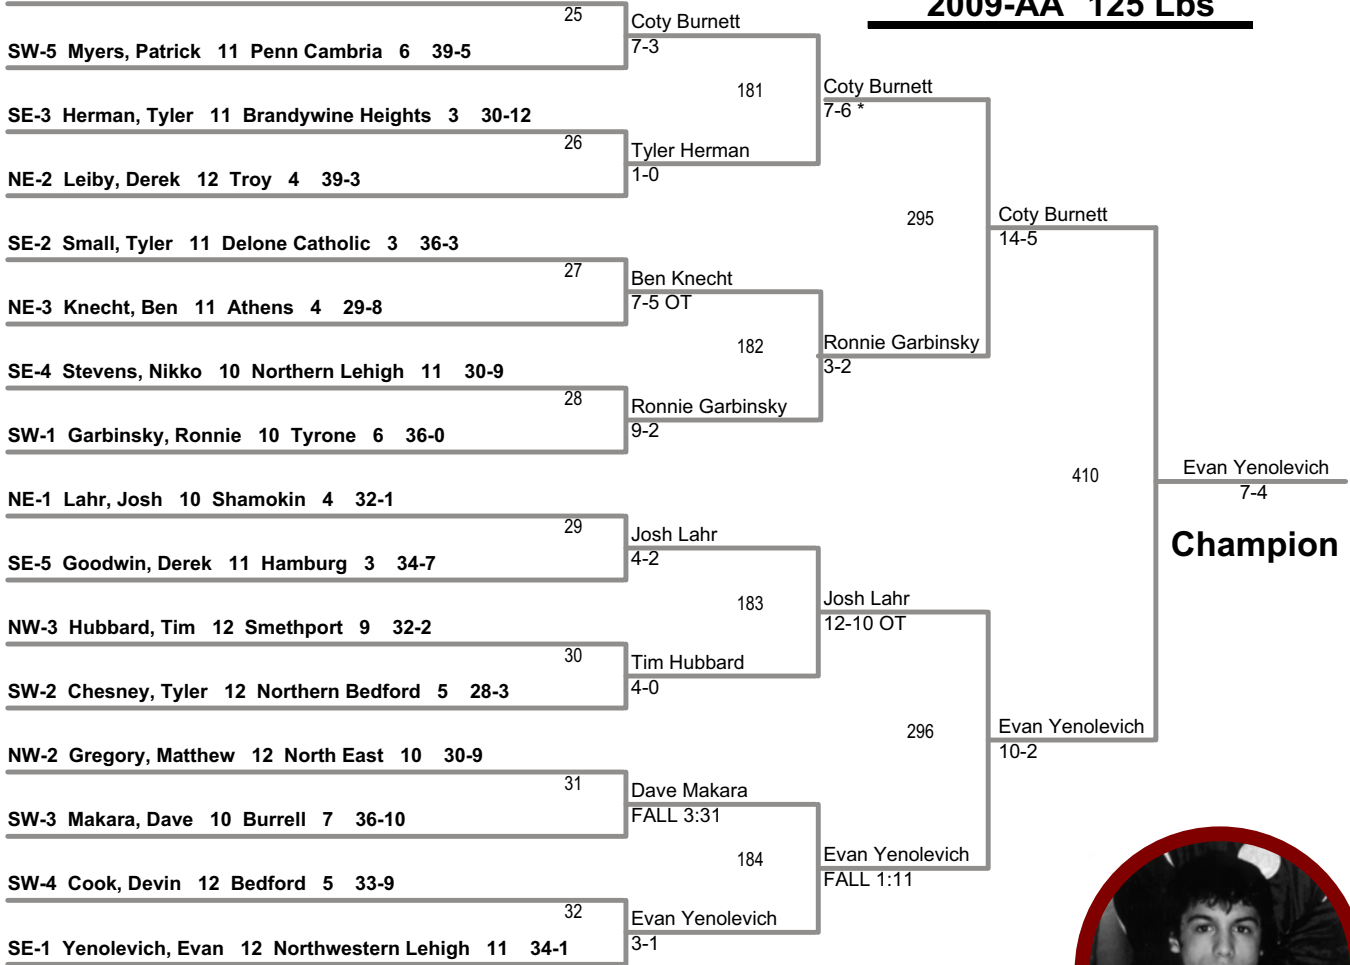 2009-AA 125 Lbs
25
Coty Burnett
SW-5 Myers, Patrick 11 Penn Cambria 6 39-5
7-3
181
Coty Burnett
7-6 *
SE-3 Herman, Tyler 11 Brandywine Heights 3 30-12
26
Tyler Herman
NE-2 Leiby, Derek 12 Troy 4 39-3
1-0
295
Coty Burnett
14-5
SE-2 Small, Tyler 11 Delone Catholic 3 36-3
27
Ben Knecht
NE-3 Knecht, Ben 11 Athens 4 29-8
7-5 OT
182
Ronnie Garbinsky
3-2
SE-4 Stevens, Nikko 10 Northern Lehigh 11 30-9
28
Ronnie Garbinsky
SW-1 Garbinsky, Ronnie 10 Tyrone 6 36-0
9-2
410
Evan Yenolevich
7-4
Champion
NE-1 Lahr, Josh 10 Shamokin 4 32-1
29
Josh Lahr
SE-5 Goodwin, Derek 11 Hamburg 3 34-7
4-2
183
Josh Lahr
12-10 OT
NW-3 Hubbard, Tim 12 Smethport 9 32-2
30
Tim Hubbard
SW-2 Chesney, Tyler 12 Northern Bedford 5 28-3
4-0
296
Evan Yenolevich
10-2
NW-2 Gregory, Matthew 12 North East 10 30-9
31
Dave Makara
SW-3 Makara, Dave 10 Burrell 7 36-10
FALL 3:31
184
Evan Yenolevich
FALL 1:11
SW-4 Cook, Devin 12 Bedford 5 33-9
32
Evan Yenolevich
SE-1 Yenolevich, Evan 12 Northwestern Lehigh 11 34-1
3-1